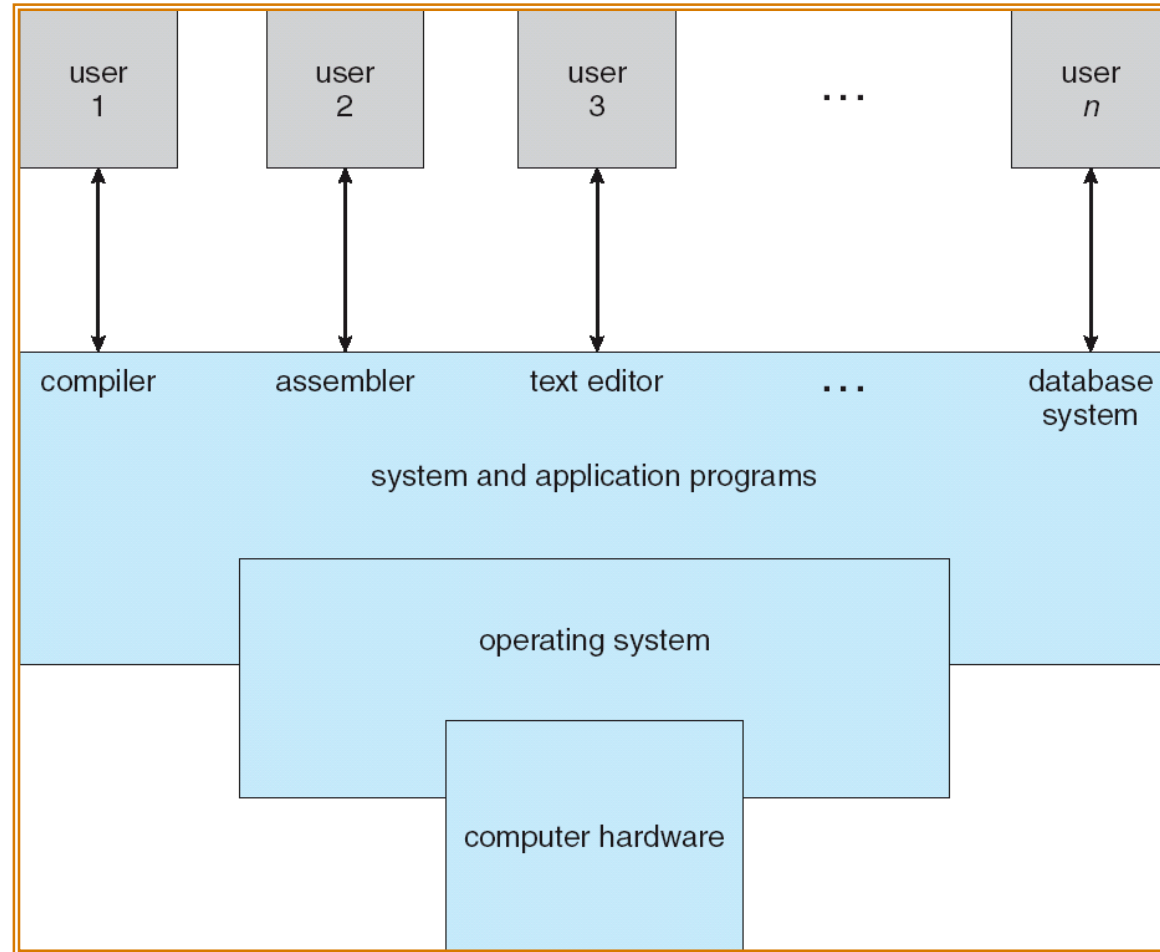 user
1
user
2
user
3
...
user
n
compiler
assembler
text editor
...
database
system
system and application programs
operating system
computer hardware